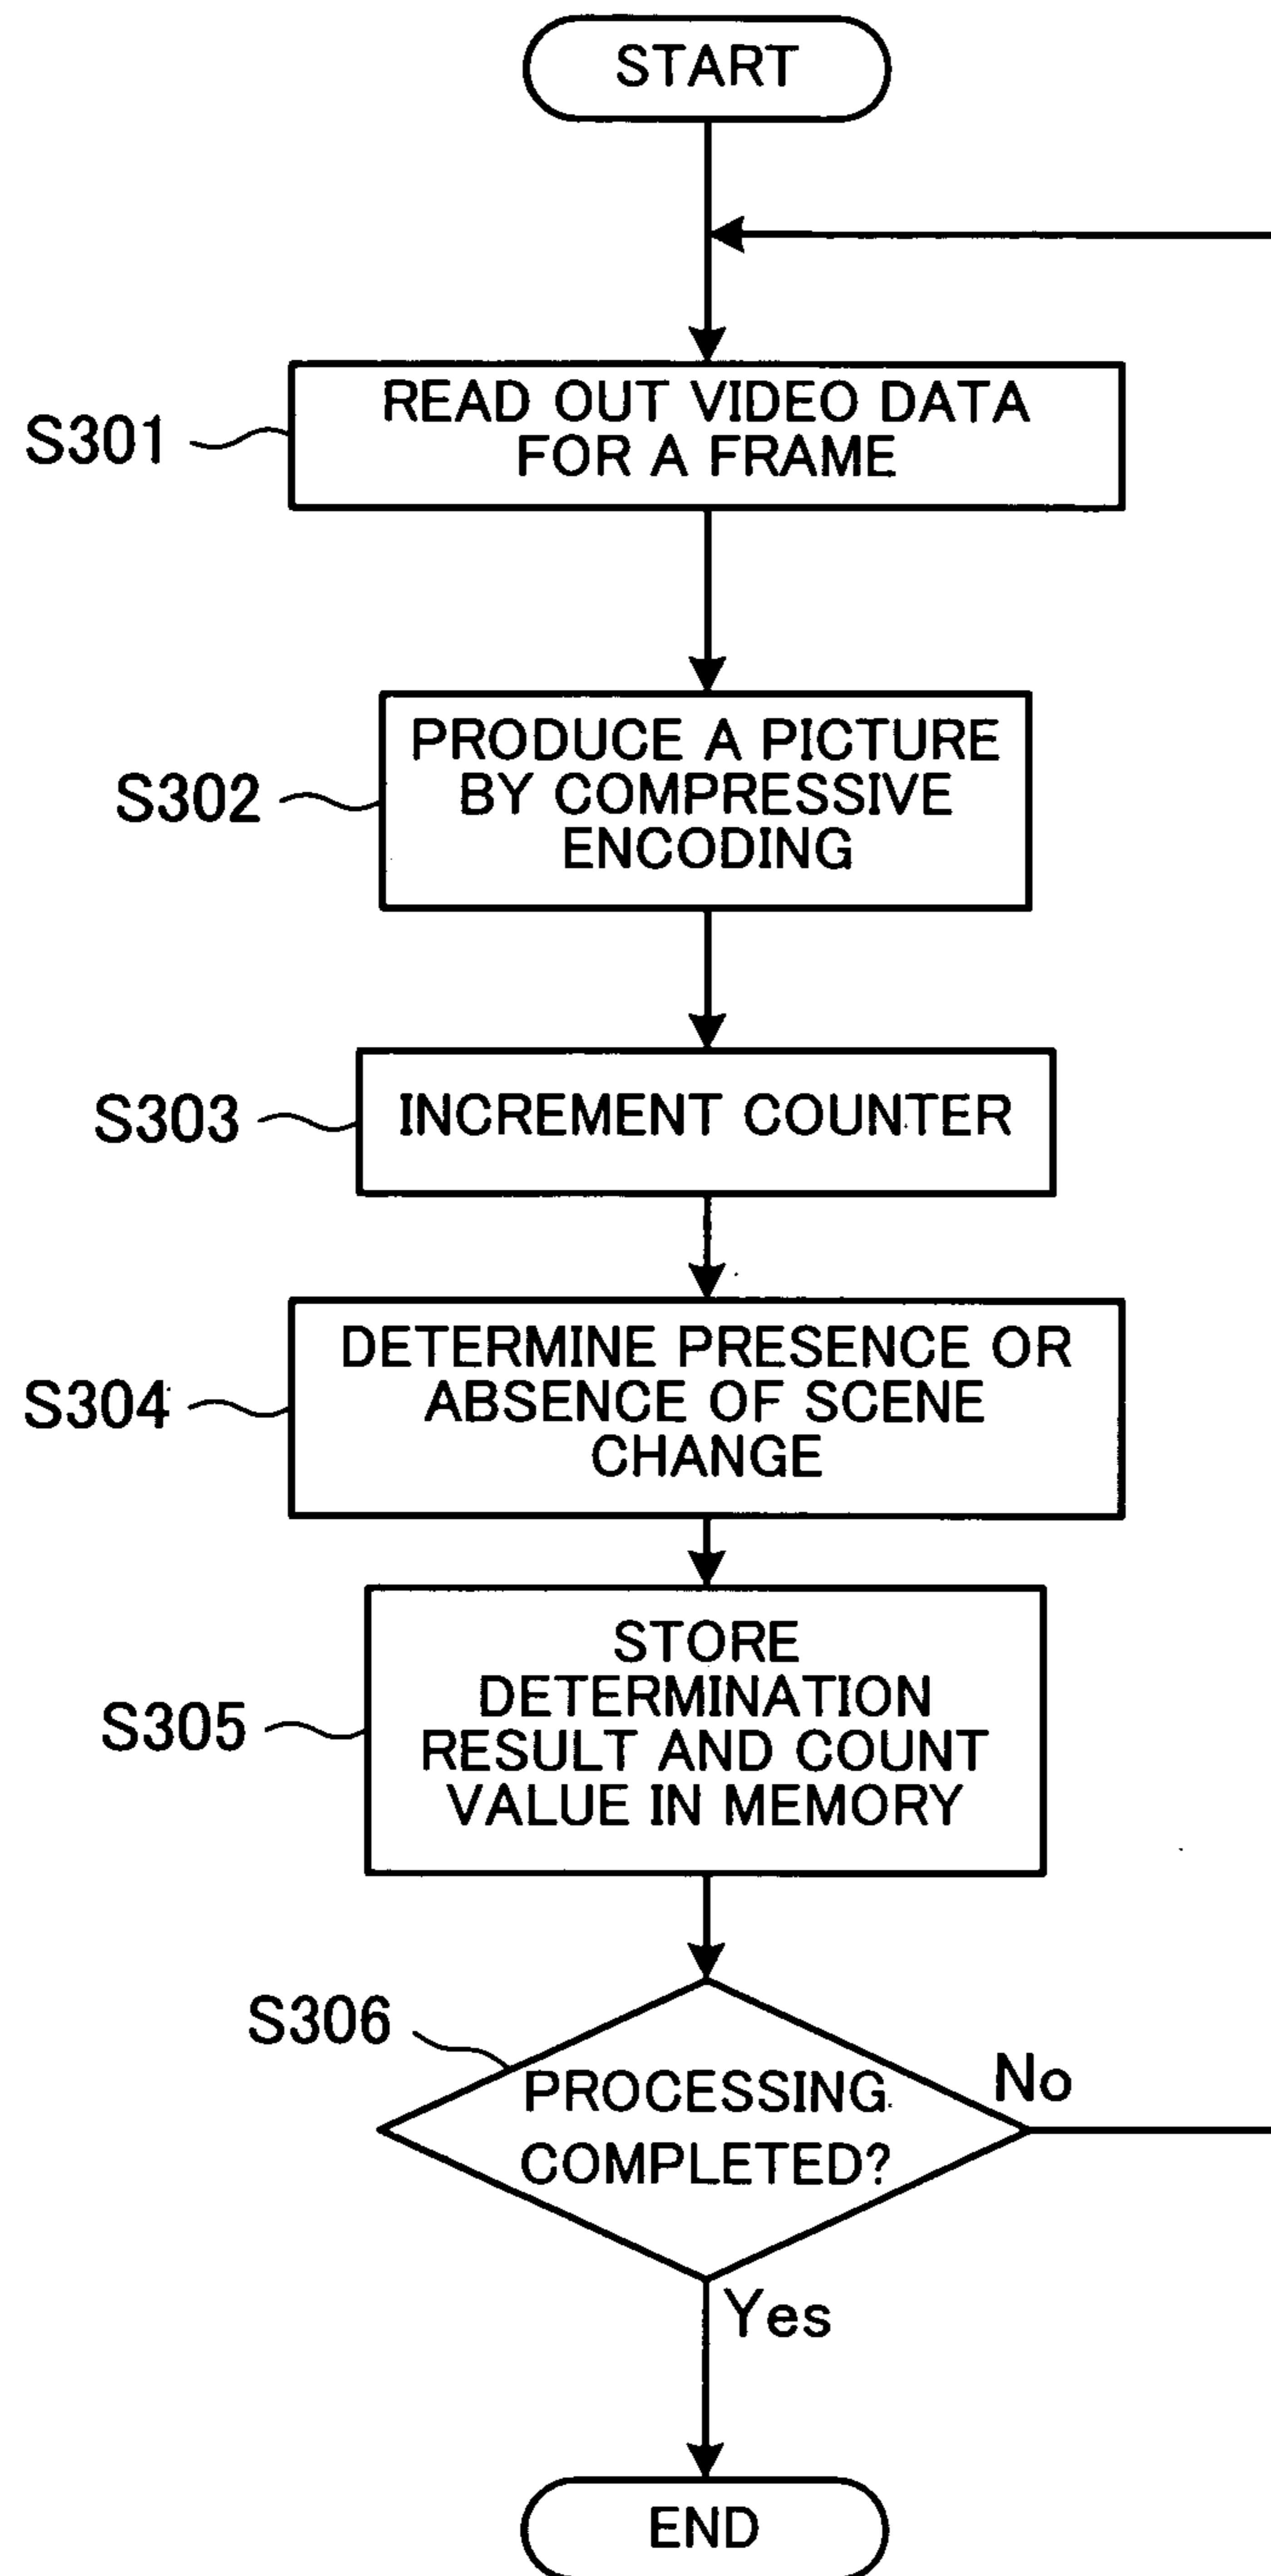 START
S301
READ OUT VIDEO DATA
FOR A FRAME
S302
PRODUCE A PICTURE
BY COMPRESSIVE
ENCODING
S303
INCREMENT COUNTER
S304
DETERMINE PRESENCE OR
ABSENCE OF SCENE
CHANGE
S305
STORE
DETERMINATION
RESULT AND COUNT
VALUE IN MEMORY
S306
PROCESSING
COMPLETED?
No
Yes
END